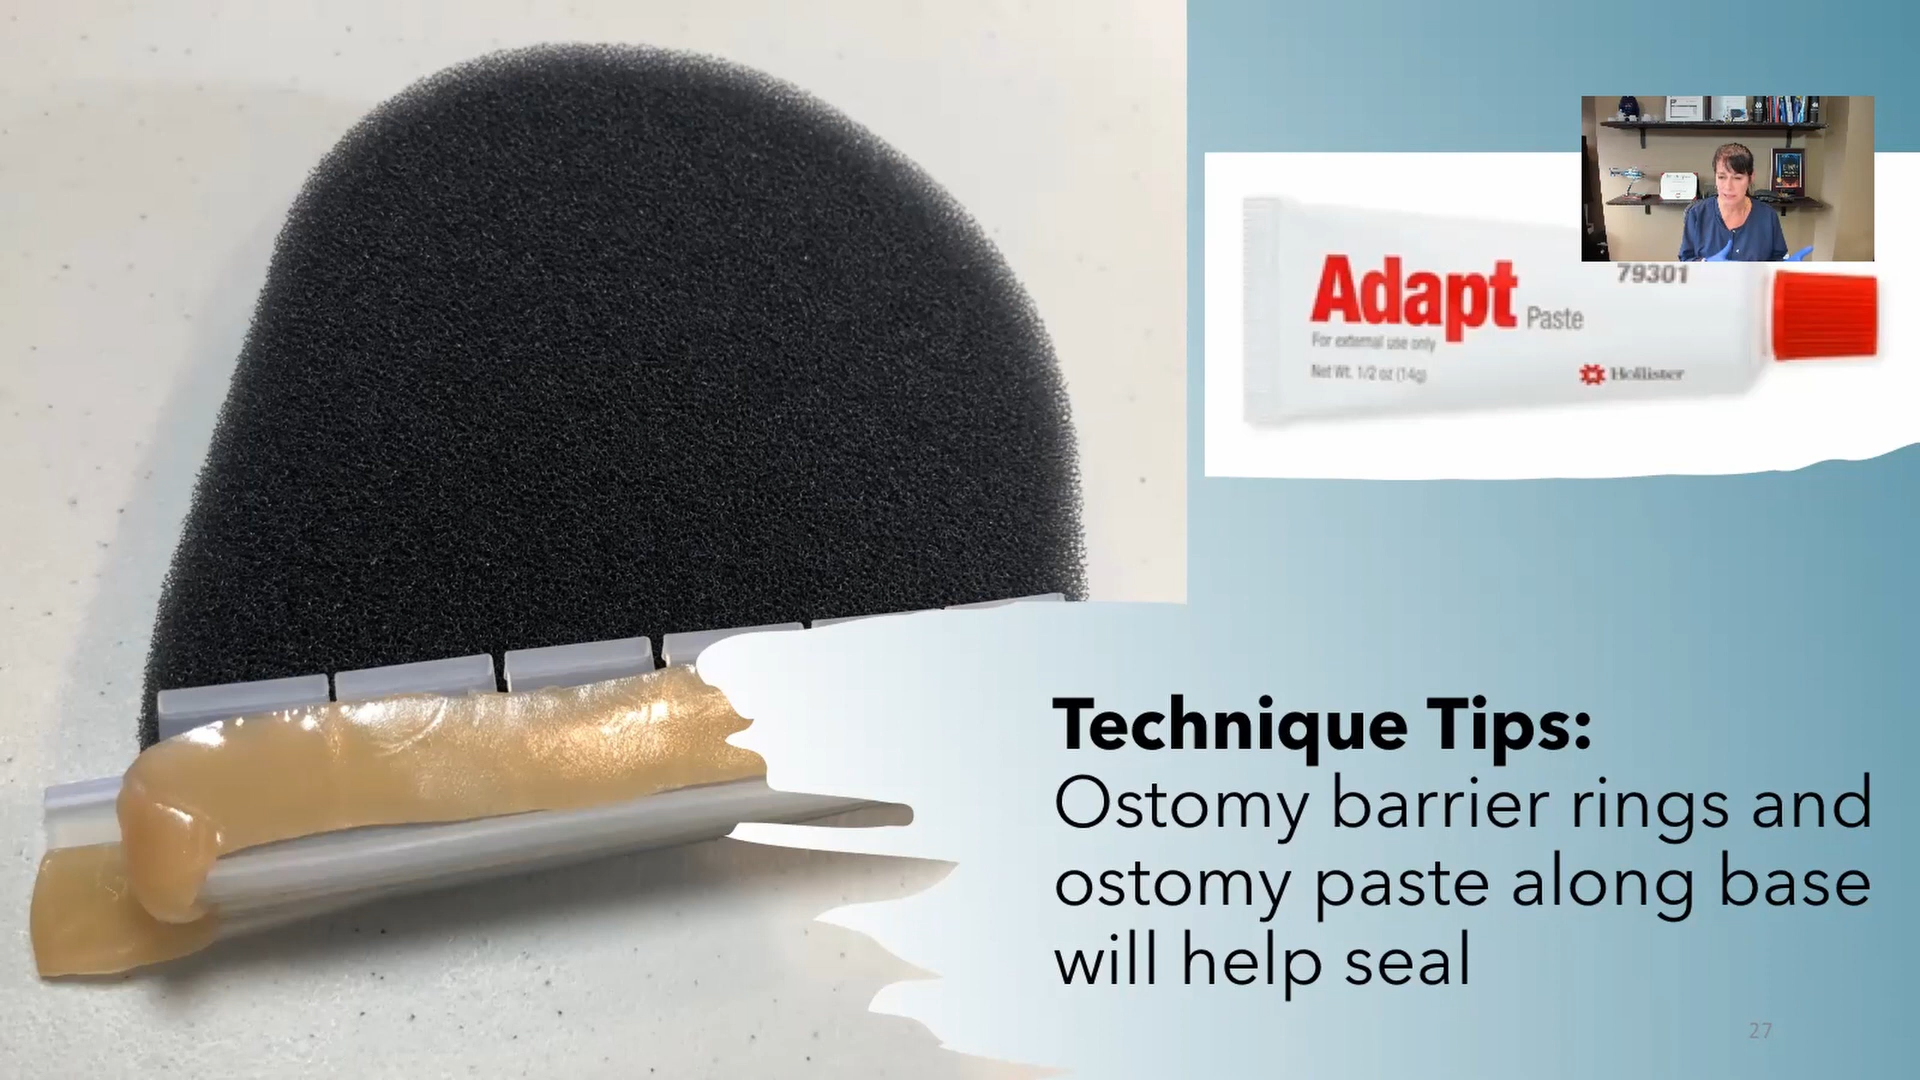 79301
Adapt Paste
For external use only
Net Wt. 1/2 oz (14g)
Hollister
Technique Tips:
Ostomy barrier rings and
ostomy paste along base
will help seal
27